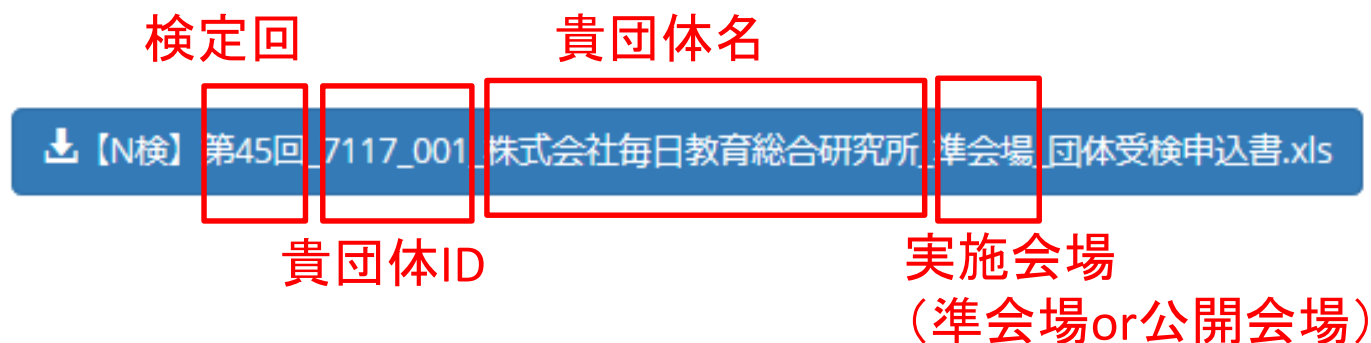 検定回
貴団体名
【N検】第45回_7117_001_株式会社毎日教育総合研究所_準会場_団体受検申込書.xls
貴団体ID
実施会場
（準会場or公開会場）